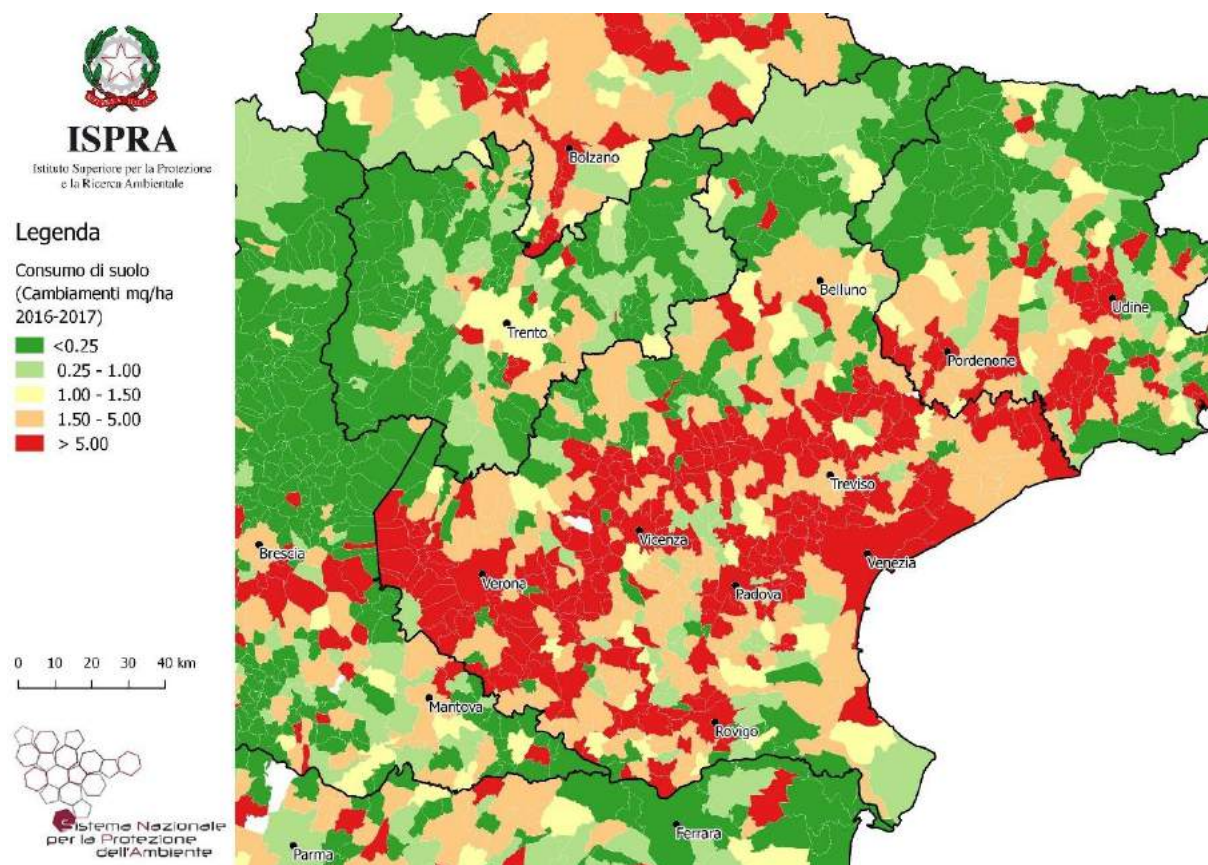 ISPRA
Istituto Superiore per la Protezione
e la Ricerca Ambientale
Legenda
Consumo di suolo
(Cambiamenti mq/ha
2016-2017)
<0.25
0.25 - 1.00
1.00 - 1.50
1.50 - 5.00
> 5.00
0 10 20 30 40 km
Sistema Nazionale
per la Protezione
dell'Ambiente
Bolzano
Belluno
Udine
Trento
Pordenone
Treviso
Vicenza
Brescia
Venezia
Verona
Padova
Mantova
Rovigo
Ferrara
Parma